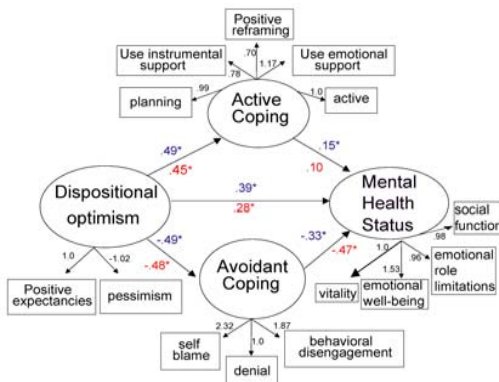 Positive
reframing
Use instrumental
support
Use emotional
support
.70
.78
1.17
.99
1.0
planning
active
Active
Coping
.49*
.45*
.15*
.10
Dispositional
optimism
.39*
.28*
Mental
Health
Status
social
function
.98
-.49*
-.48*
-.33*
-.47*
1.0
-1.02
1.0
.96
1.53
emotional
role
limitations
Positive
expectancies
pessimism
Avoidant
Coping
vitality
emotional
well-being
2.32
1.0
1.87
self
blame
denial
behavioral
disengagement